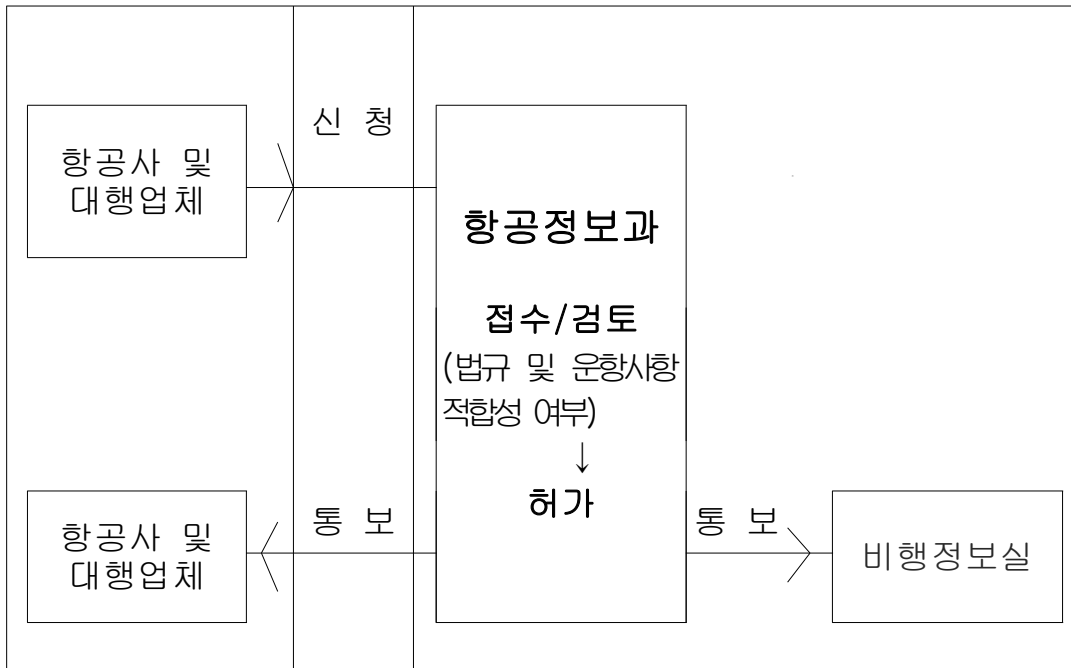 신 청
항공사 및
대행업체
항공정보과
접수/검토
(법규 및 운항사항
적합성 여부)
↓
허가
통 보
항공사 및
대행업체
통 보
비행정보실